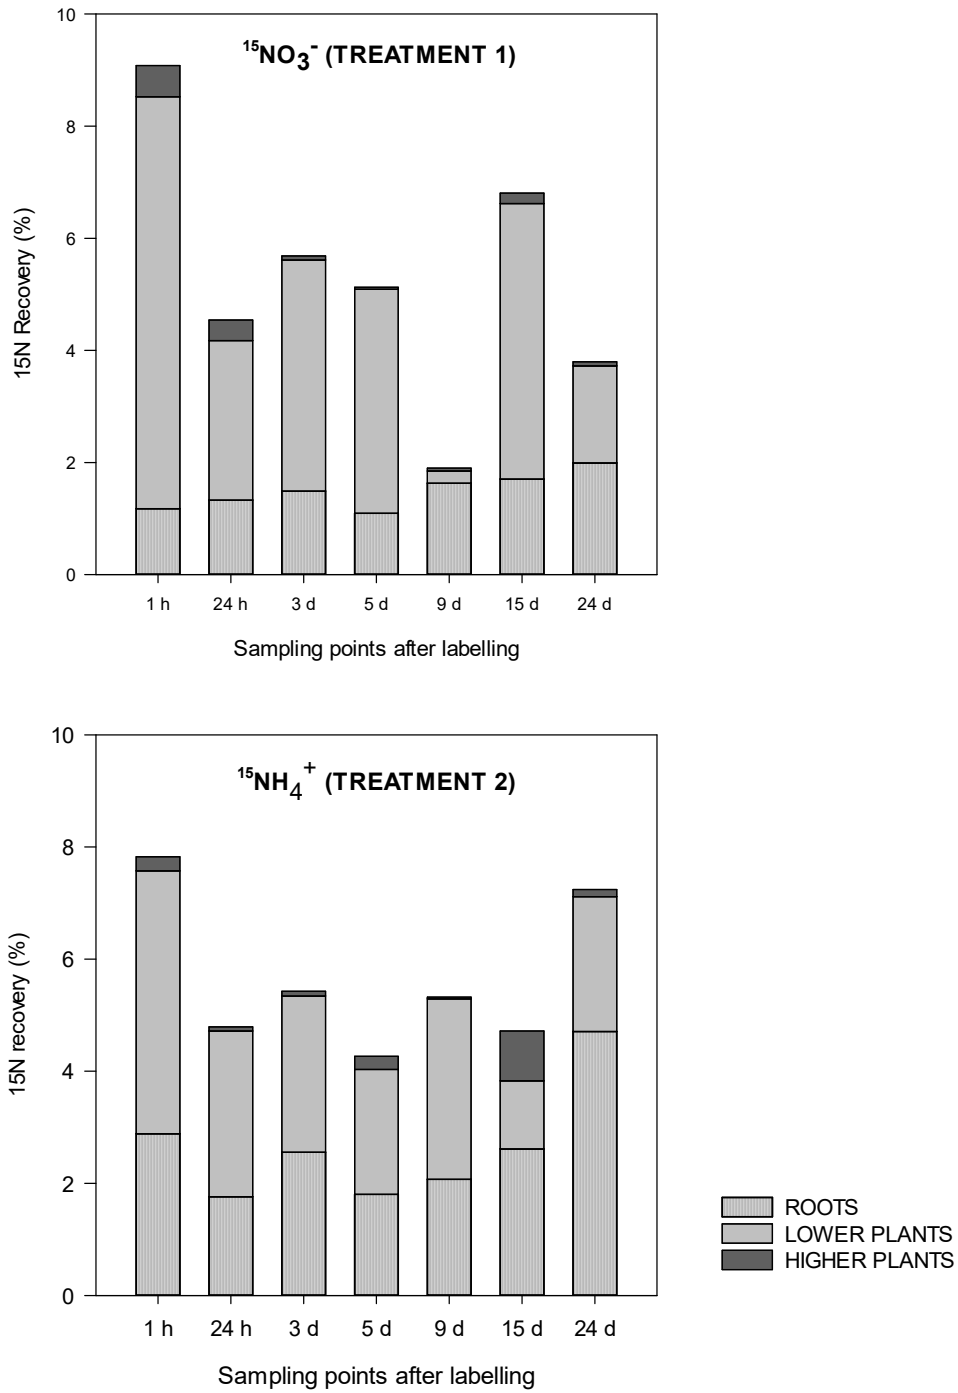 10
¹⁵NO₃⁻ (TREATMENT 1)
8
6
4
2
0
15N Recovery (%)
1 h 24 h 3 d 5 d 9 d 15 d 24 d
Sampling points after labelling
10
¹⁵NH₄⁺ (TREATMENT 2)
8
6
4
2
0
15N recovery (%)
1 h 24 h 3 d 5 d 9 d 15 d 24 d
Sampling points after labelling
ROOTS
LOWER PLANTS
HIGHER PLANTS